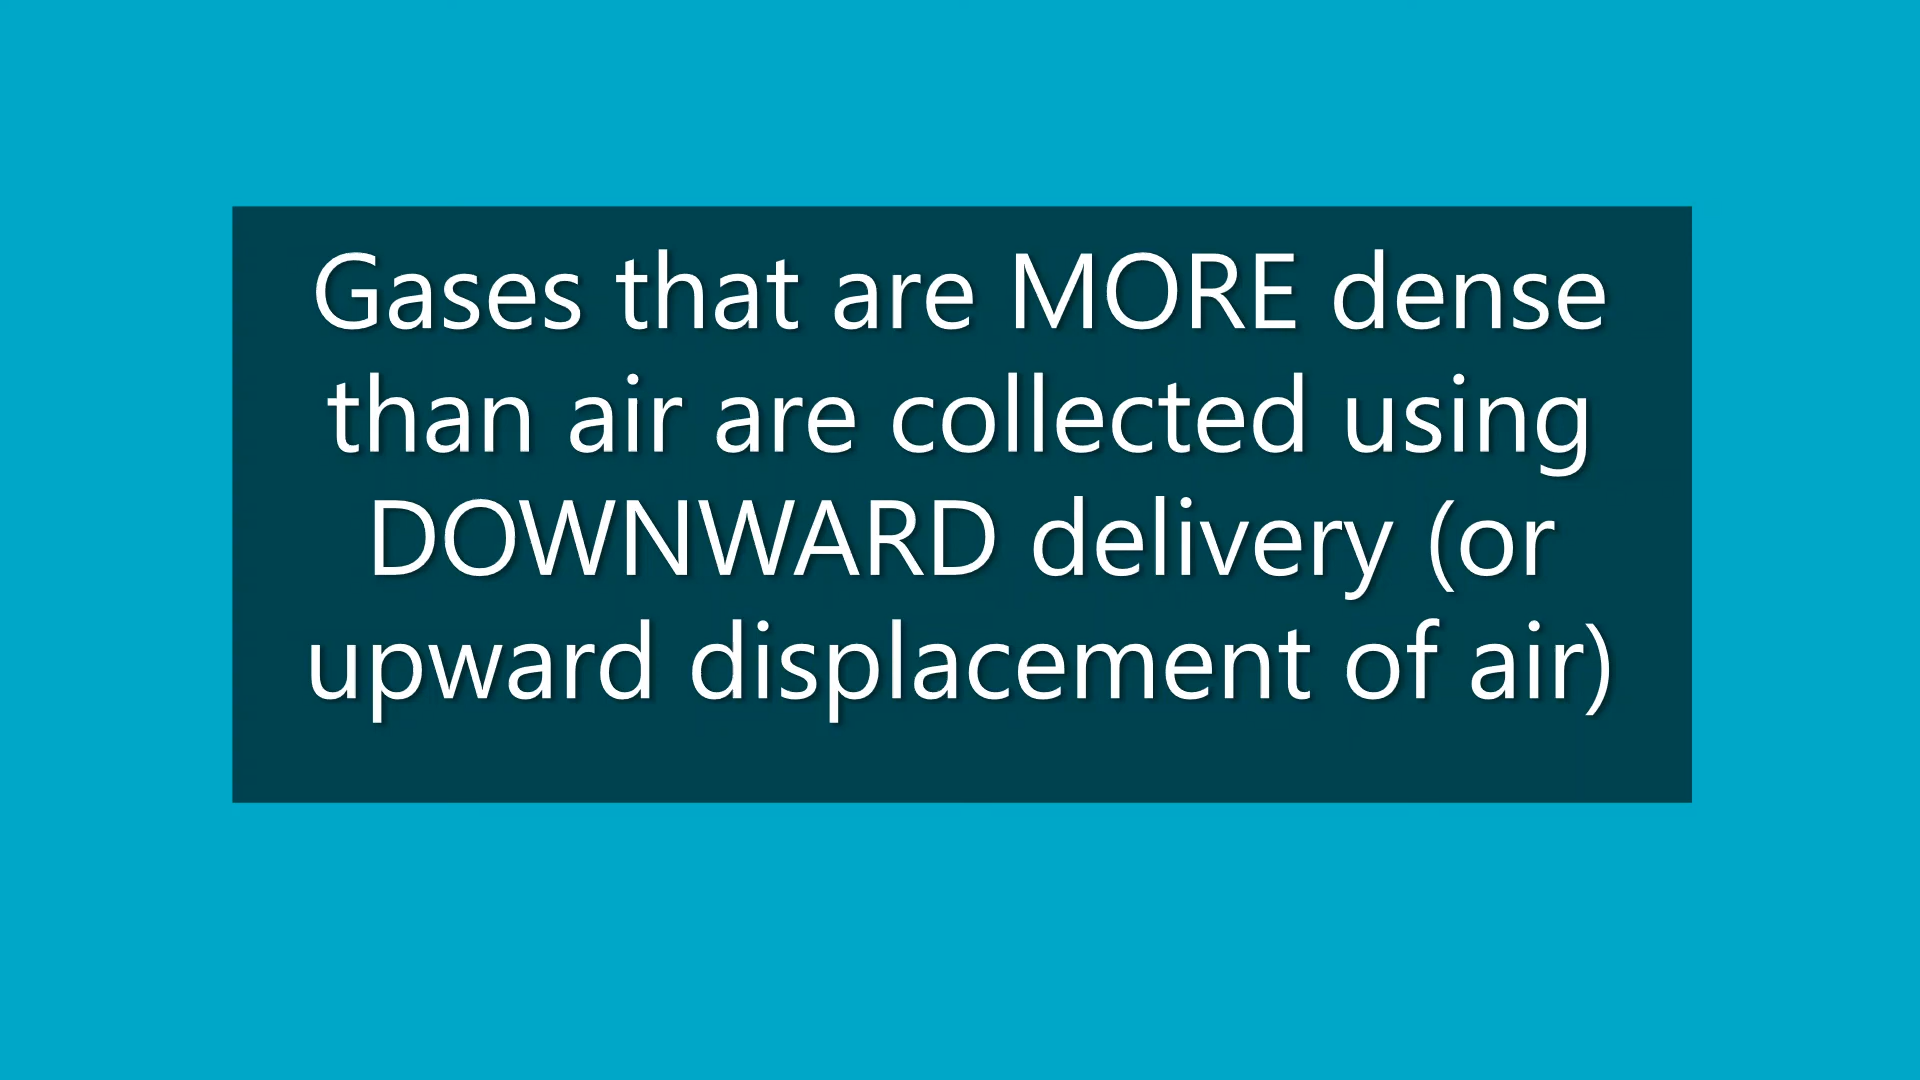 Gases that are MORE dense
than air are collected using
DOWNWARD delivery (or
upward displacement of air)